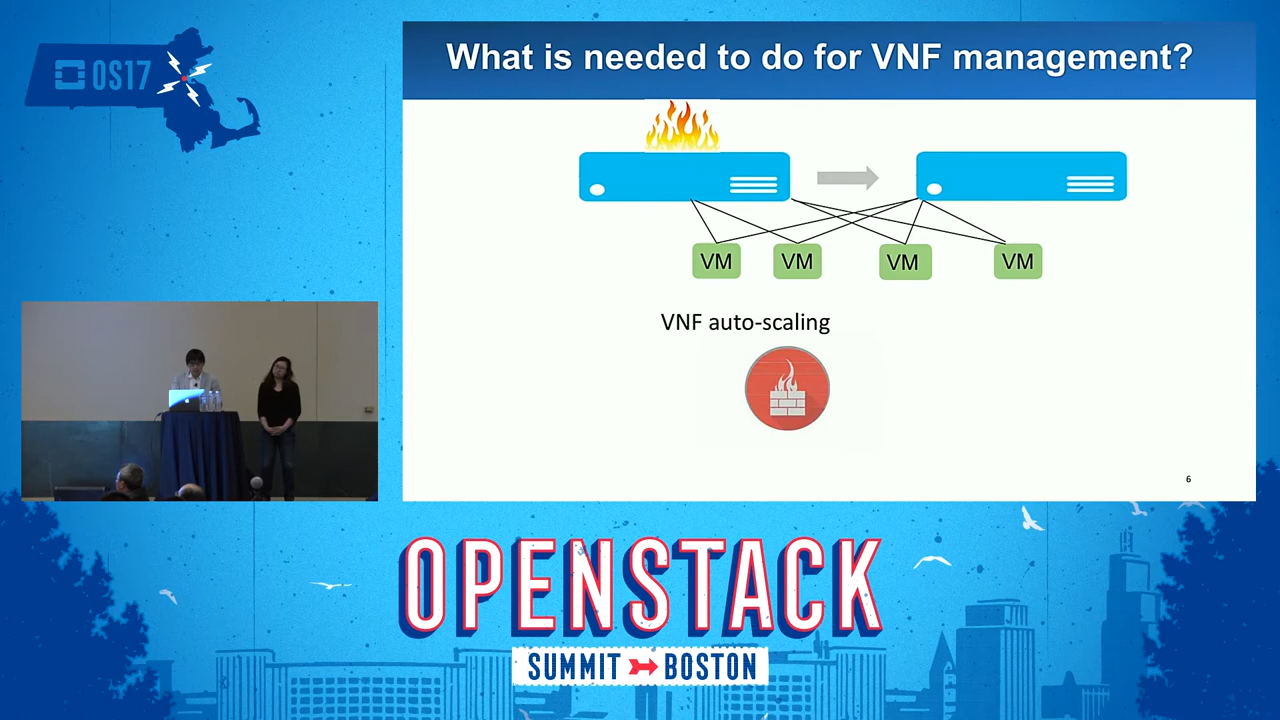 OS17
What is needed to do for VNF management?
VM
VM
VM
VM
VNF auto-scaling
6
OPENSTACK
SUMMIT BOSTON